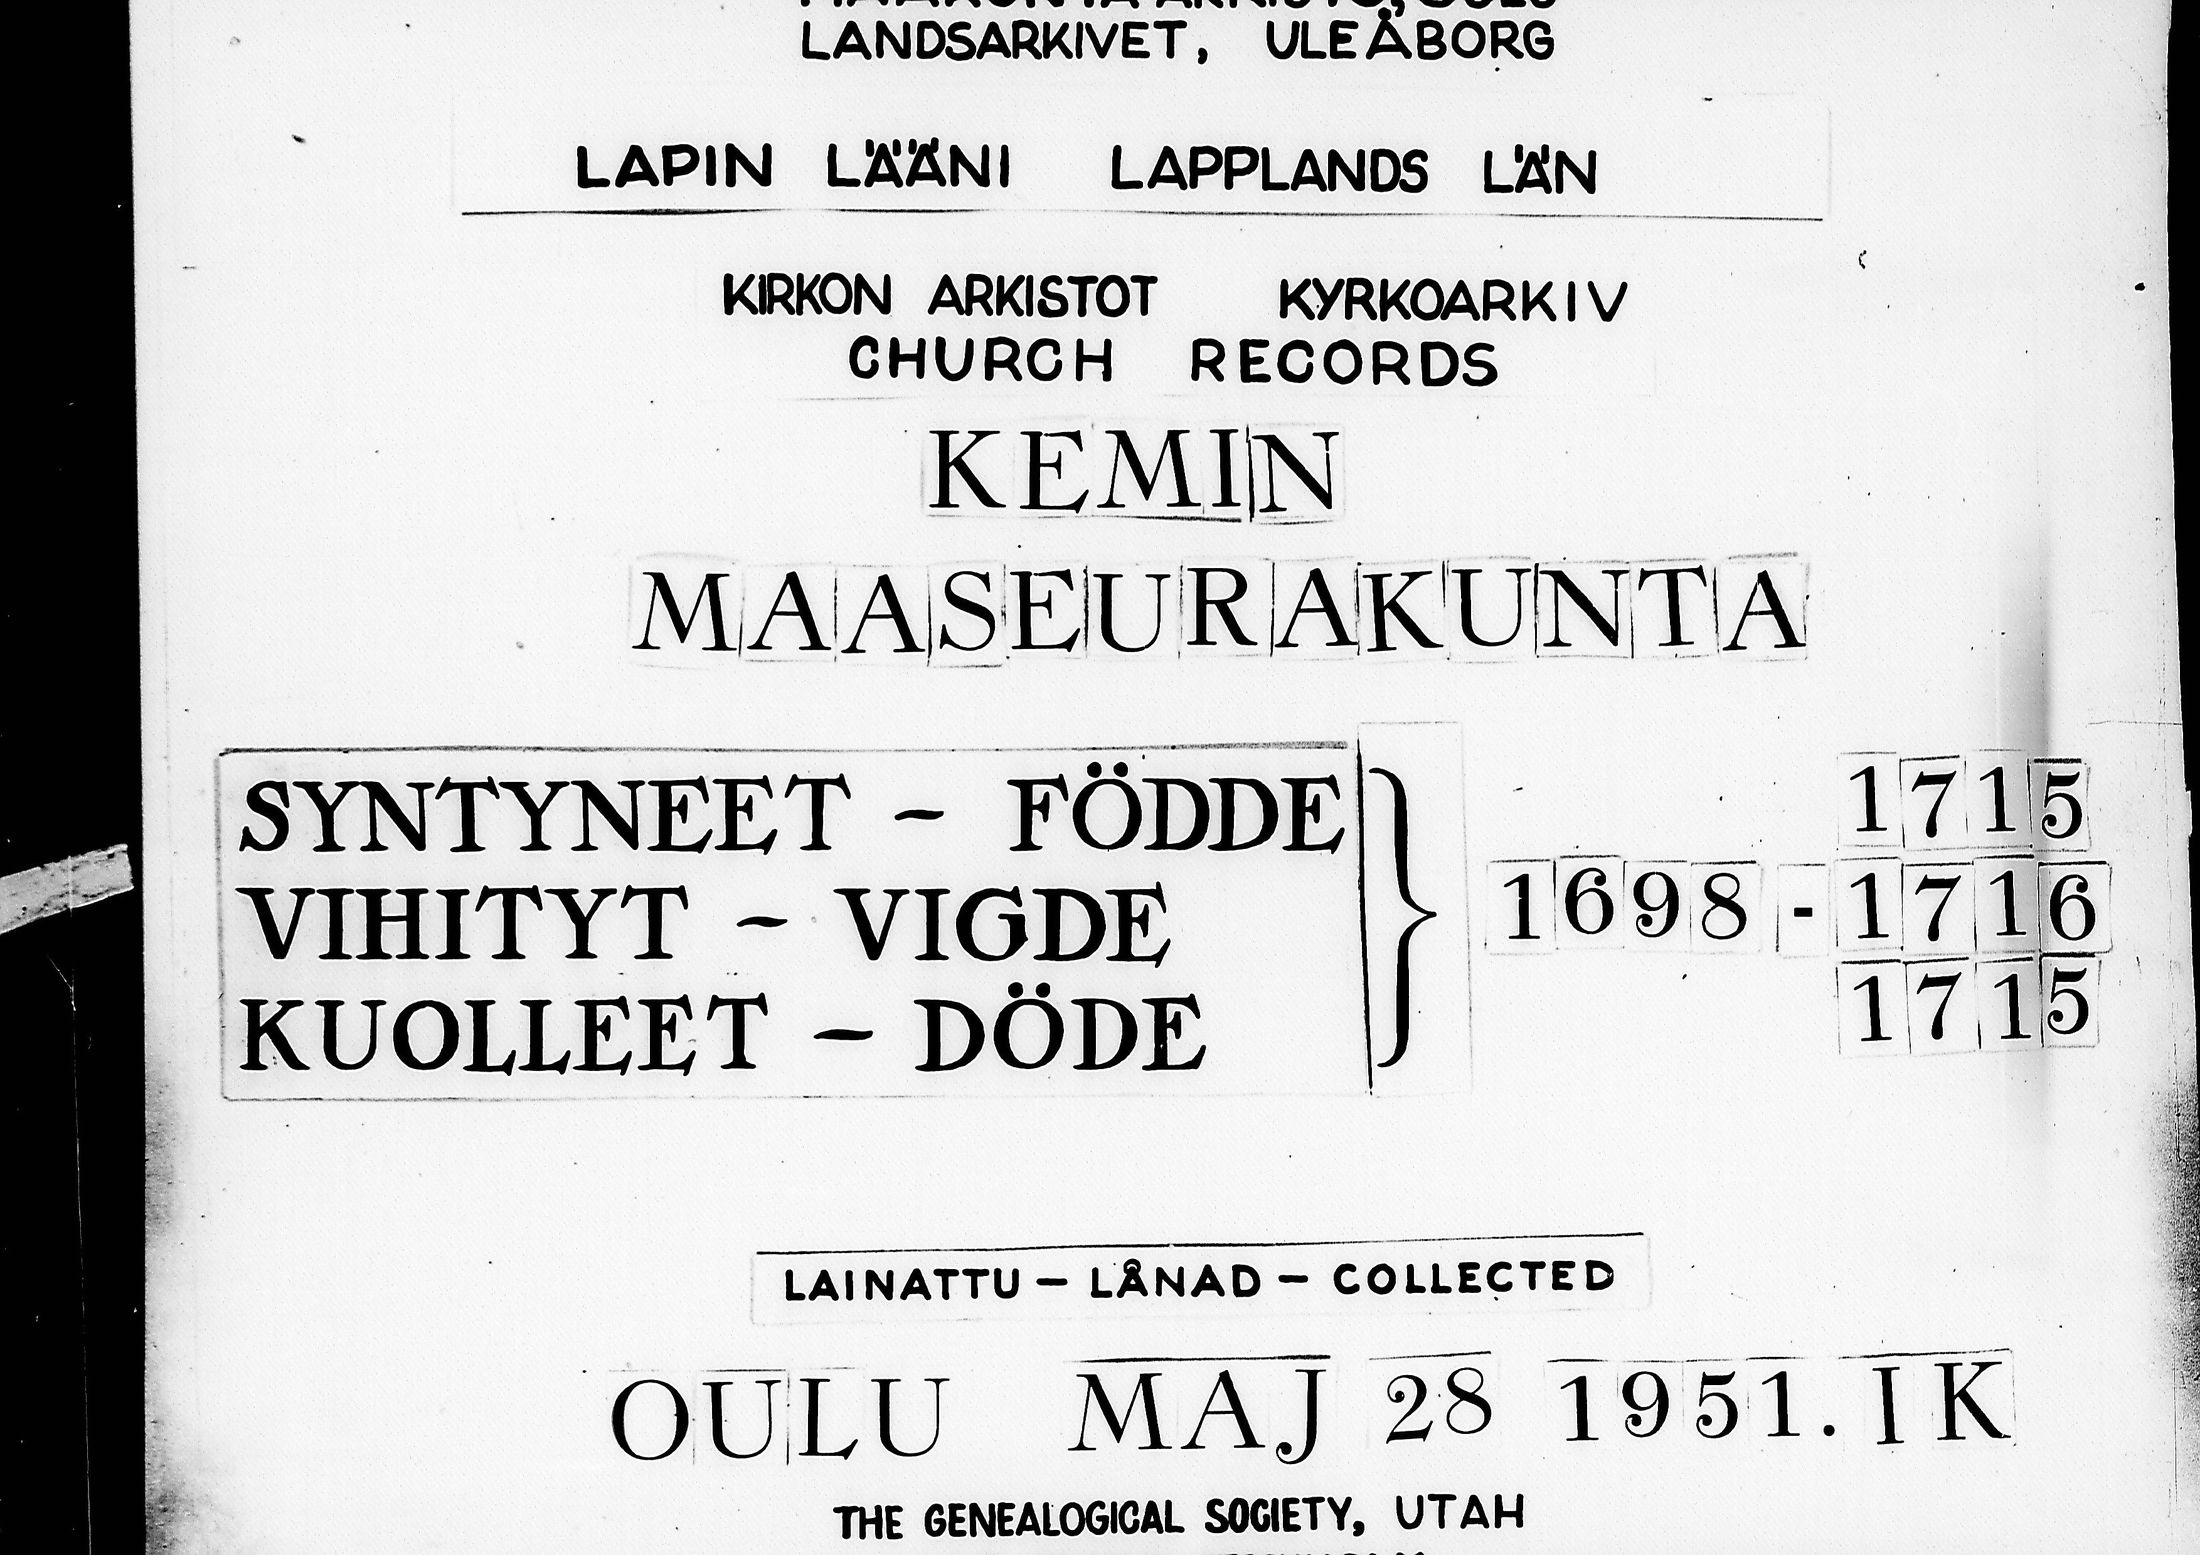 LANDSARKIVET, ULEÅBORG
LAPIN LÄÄNI LAPPLANDS LÄN
KIRKON ARKISTOT KYRKOARKIV
CHURCH RECORDS
KEMIN
MAASEURAKUNTA
SYNTYNEET - FÖDDE } 1715
VIHITYT - VIGDE 1698 - 1716
KUOLLEET - DÖDE 1715
LAINATTU - LÅNAD - COLLECTED
OULU MAJ 28 1951. IK
THE GENEALOGICAL SOCIETY, UTAH